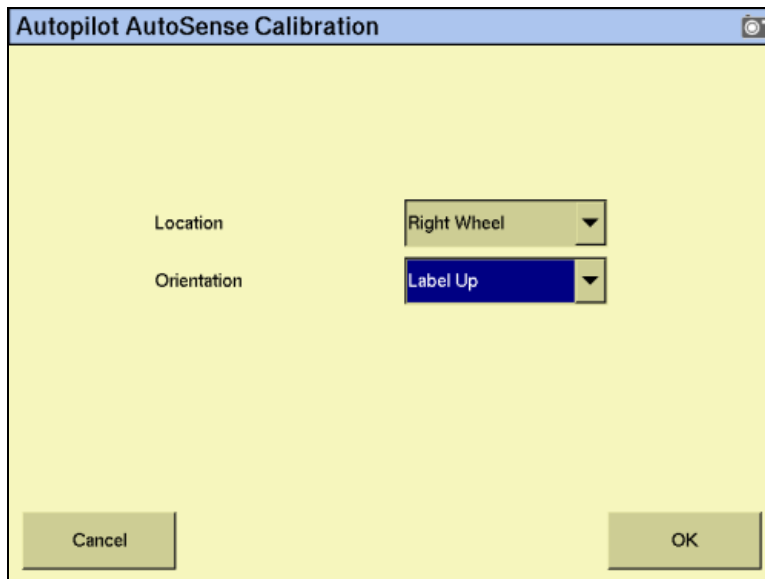 Autopilot AutoSense Calibration
Location
Right Wheel
Orientation
Label Up
Cancel
OK